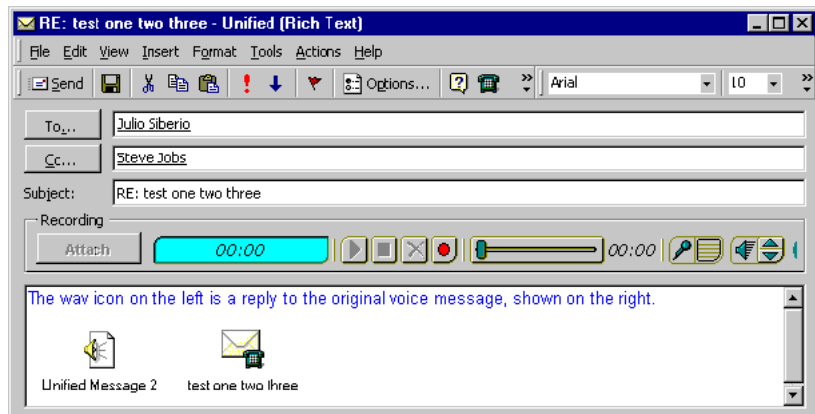 RE: test one two three - Unified (Rich Text)
File Edit View Insert Format Tools Actions Help
Send Options... Arial 10
To... Julio Siberio
Cc... Steve Jobs
Subject: RE: test one two three
Recording
Attach 00:00 00:00
The wav icon on the left is a reply to the original voice message, shown on the right.
Unified Message 2 test one two three